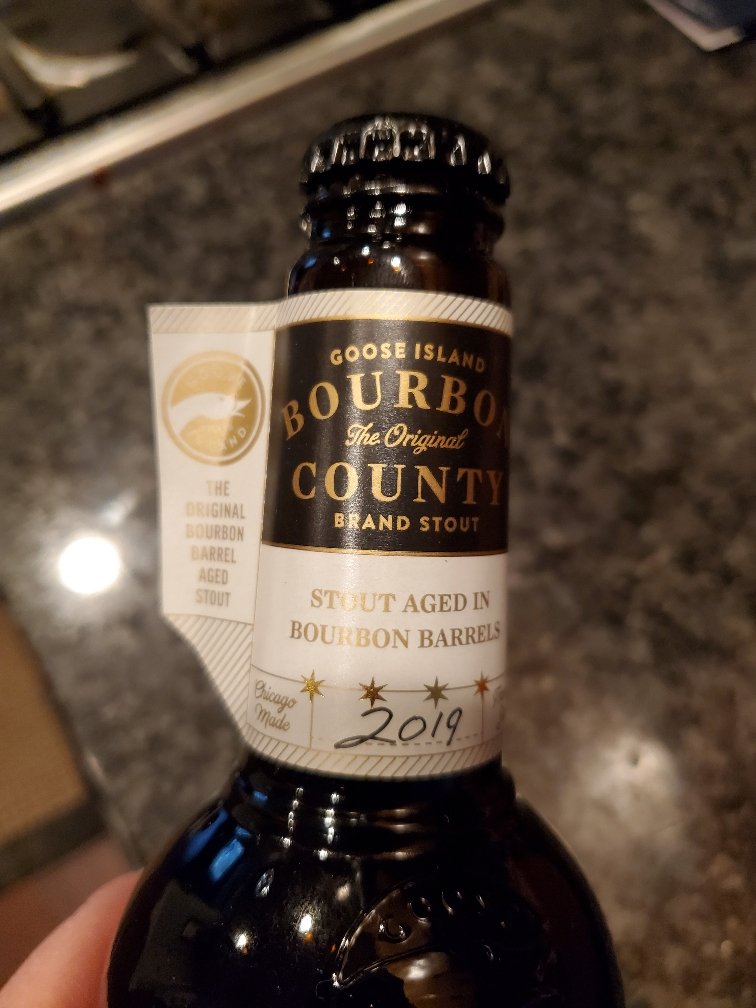 GOOSE ISLAND
BOURBON
The Original
COUNTY
BRAND STOUT
STOUT AGED IN
BOURBON BARRELS
Chicago
Made
2019
THE
ORIGINAL
BOURBON
BARREL
AGED
STOUT